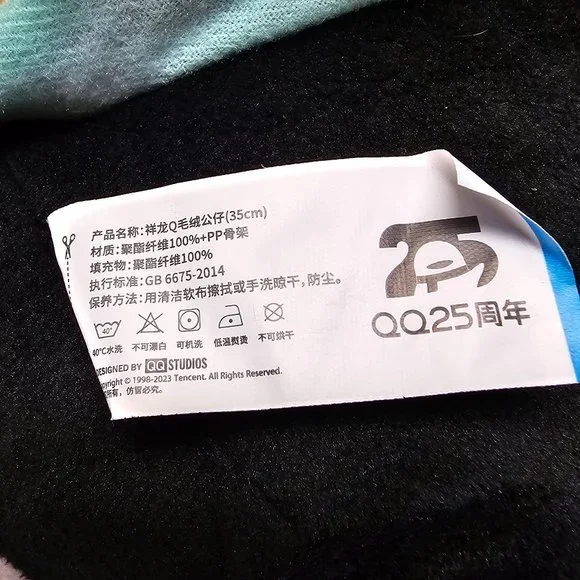 产品名称:祥龙Q毛绒公仔(35cm)
材质:聚酯纤维100%+PP骨架
填充物:聚酯纤维100%
执行标准:GB 6675-2014
保养方法:用清洁软布擦拭或手洗晾干,防尘。
40°
40℃水洗 不可漂白 可机洗 低温熨烫 不可烘干
DESIGNED BY QQ STUDIOS
pyright © 1998-2023 Tencent. All Rights Reserved.
所有,仿冒必究。
25
QQ25周年